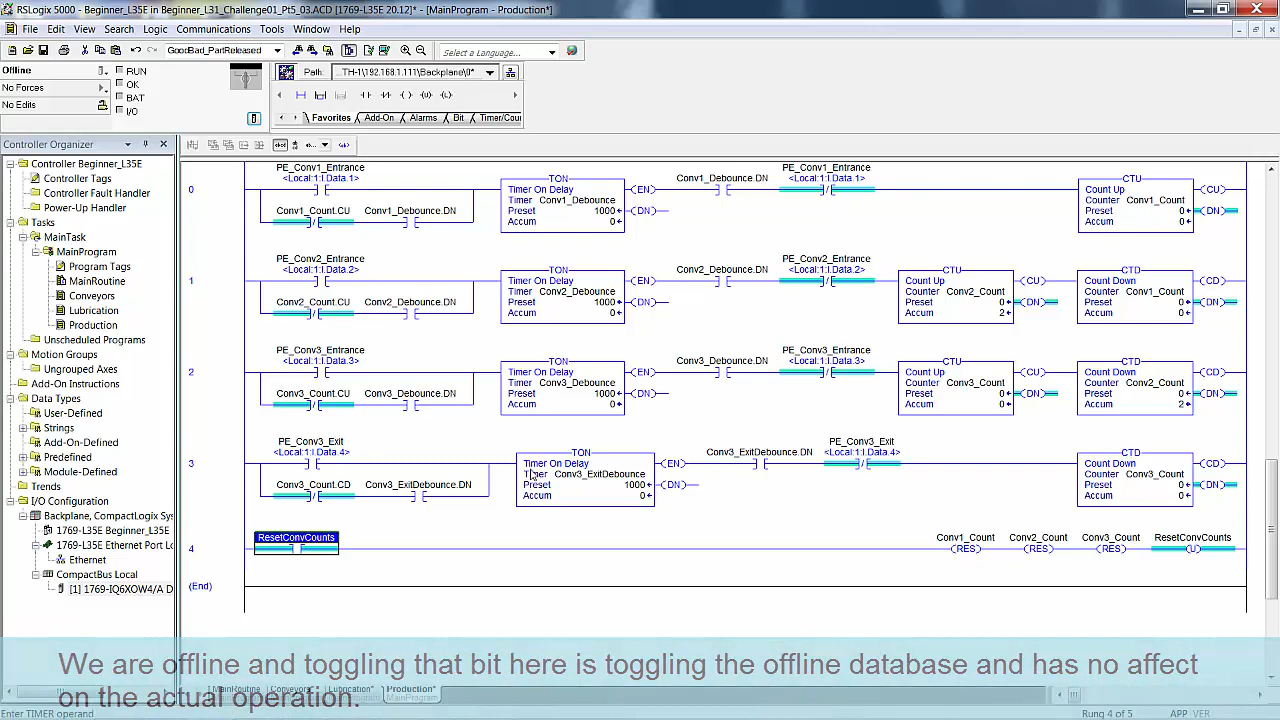 RSLogix 5000 - Beginner_L35E in Beginner_L31_Challenge01_Pt5_03.ACD [1769-L35E 20.12]* - [MainProgram - Production*]
File Edit View Search Logic Communications Tools Window Help
GoodBad_PartReleased
Select a Language...
Offline
RUN
No Forces
OK
No Edits
BAT
I/O
Path: ...TH-1\192.168.1.111\Backplane\0*
Favorites Add-On Alarms Bit Timer/Coun
Controller Organizer
Controller Beginner_L35E
Controller Tags
Controller Fault Handler
Power-Up Handler
Tasks
MainTask
MainProgram
Program Tags
MainRoutine
Conveyors
Lubrication
Production
Unscheduled Programs
Motion Groups
Ungrouped Axes
Add-On Instructions
Data Types
User-Defined
Strings
Add-On-Defined
Predefined
Module-Defined
Trends
I/O Configuration
Backplane, CompactLogix Sys
1769-L35E Beginner_L35E
1769-L35E Ethernet Port Lo
Ethernet
CompactBus Local
[1] 1769-IQ6XOW4/A D
0
PE_Conv1_Entrance
<Local:1:I.Data.1>
Conv1_Count.CU Conv1_Debounce.DN
TON
Timer On Delay
Timer Conv1_Debounce
Preset 1000
Accum 0
EN
DN
Conv1_Debounce.DN
PE_Conv1_Entrance
<Local:1:I.Data.1>
CTU
Count Up
Counter Conv1_Count
Preset 0
Accum 0
CU
DN
1
PE_Conv2_Entrance
<Local:1:I.Data.2>
Conv2_Count.CU Conv2_Debounce.DN
TON
Timer On Delay
Timer Conv2_Debounce
Preset 1000
Accum 0
EN
DN
Conv2_Debounce.DN
PE_Conv2_Entrance
<Local:1:I.Data.2>
CTU
Count Up
Counter Conv2_Count
Preset 0
Accum 2
CU
DN
CTD
Count Down
Counter Conv1_Count
Preset 0
Accum 0
CD
DN
2
PE_Conv3_Entrance
<Local:1:I.Data.3>
Conv3_Count.CU Conv3_Debounce.DN
TON
Timer On Delay
Timer Conv3_Debounce
Preset 1000
Accum 0
EN
DN
Conv3_Debounce.DN
PE_Conv3_Entrance
<Local:1:I.Data.3>
CTU
Count Up
Counter Conv3_Count
Preset 0
Accum 0
CU
DN
CTD
Count Down
Counter Conv2_Count
Preset 0
Accum 2
CD
DN
3
PE_Conv3_Exit
<Local:1:I.Data.4>
Conv3_Count.CD Conv3_ExitDebounce.DN
TON
Timer On Delay
Timer Conv3_ExitDebounce
Preset 1000
Accum 0
EN
DN
Conv3_ExitDebounce.DN
PE_Conv3_Exit
<Local:1:I.Data.4>
CTD
Count Down
Counter Conv3_Count
Preset 0
Accum 0
CD
DN
4
ResetConvCounts
Conv1_Count
RES
Conv2_Count
RES
Conv3_Count
RES
ResetConvCounts
U
(End)
We are offline and toggling that bit here is toggling the offline database and has no affect
on the actual operation.
MainRoutine Conveyors* Lubrication* Production*
MainProgram
Enter TIMER operand
Rung 4 of 5
APP VER